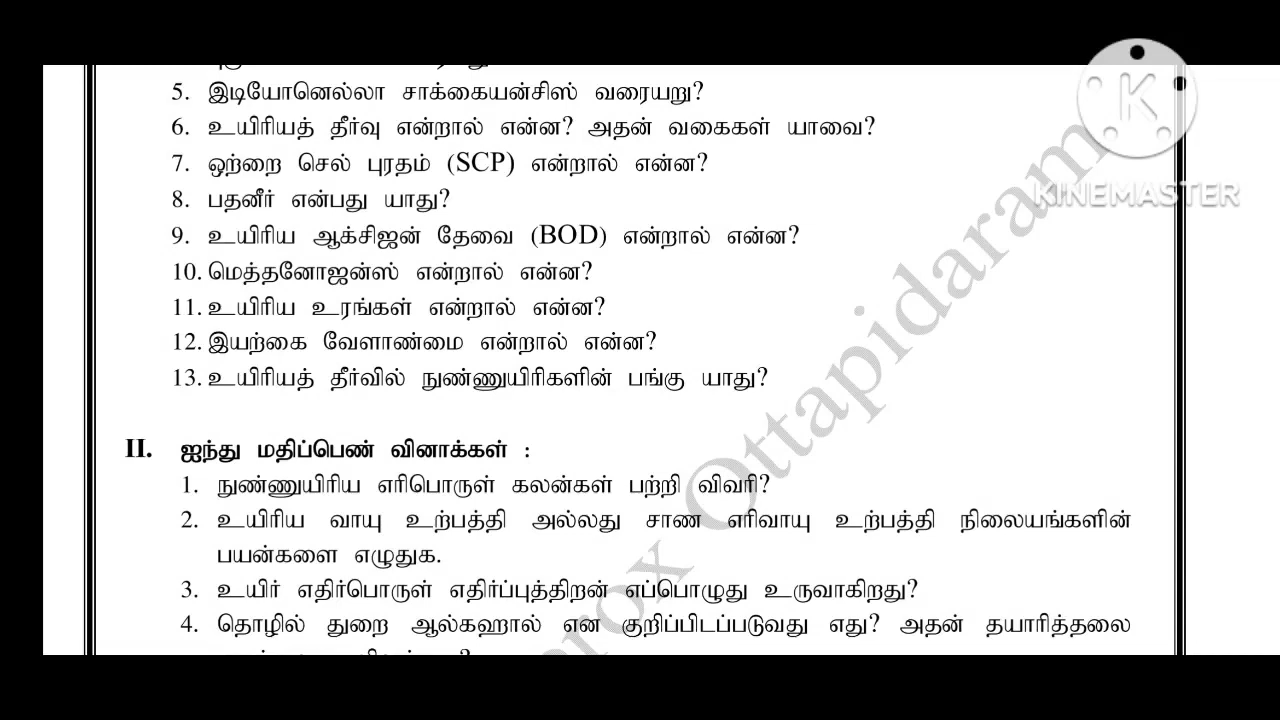 5. இடியோனெல்லா சாக்கையன்சிஸ் வரையறு?
6. உயிரியத் தீர்வு என்றால் என்ன? அதன் வகைகள் யாவை?
7. ஒற்றை செல் புரதம் (SCP) என்றால் என்ன?
8. பதனீர் என்பது யாது?
9. உயிரிய ஆக்சிஜன் தேவை (BOD) என்றால் என்ன?
10. மெத்தனோஜன்ஸ் என்றால் என்ன?
11. உயிரிய உரங்கள் என்றால் என்ன?
12. இயற்கை வேளாண்மை என்றால் என்ன?
13. உயிரியத் தீர்வில் நுண்ணுயிரிகளின் பங்கு யாது?
II. ஐந்து மதிப்பெண் வினாக்கள் :
1. நுண்ணுயிரிய எரிபொருள் கலன்கள் பற்றி விவரி?
2. உயிரிய வாயு உற்பத்தி அல்லது சாண எரிவாயு உற்பத்தி நிலையங்களின்
பயன்களை எழுதுக.
3. உயிர் எதிர்பொருள் எதிர்ப்புத்திறன் எப்பொழுது உருவாகிறது?
4. தொழில் துறை ஆல்கஹால் என குறிப்பிடப்படுவது எது? அதன் தயாரித்தலை
erox Ottapidaram
K
KINEMASTER